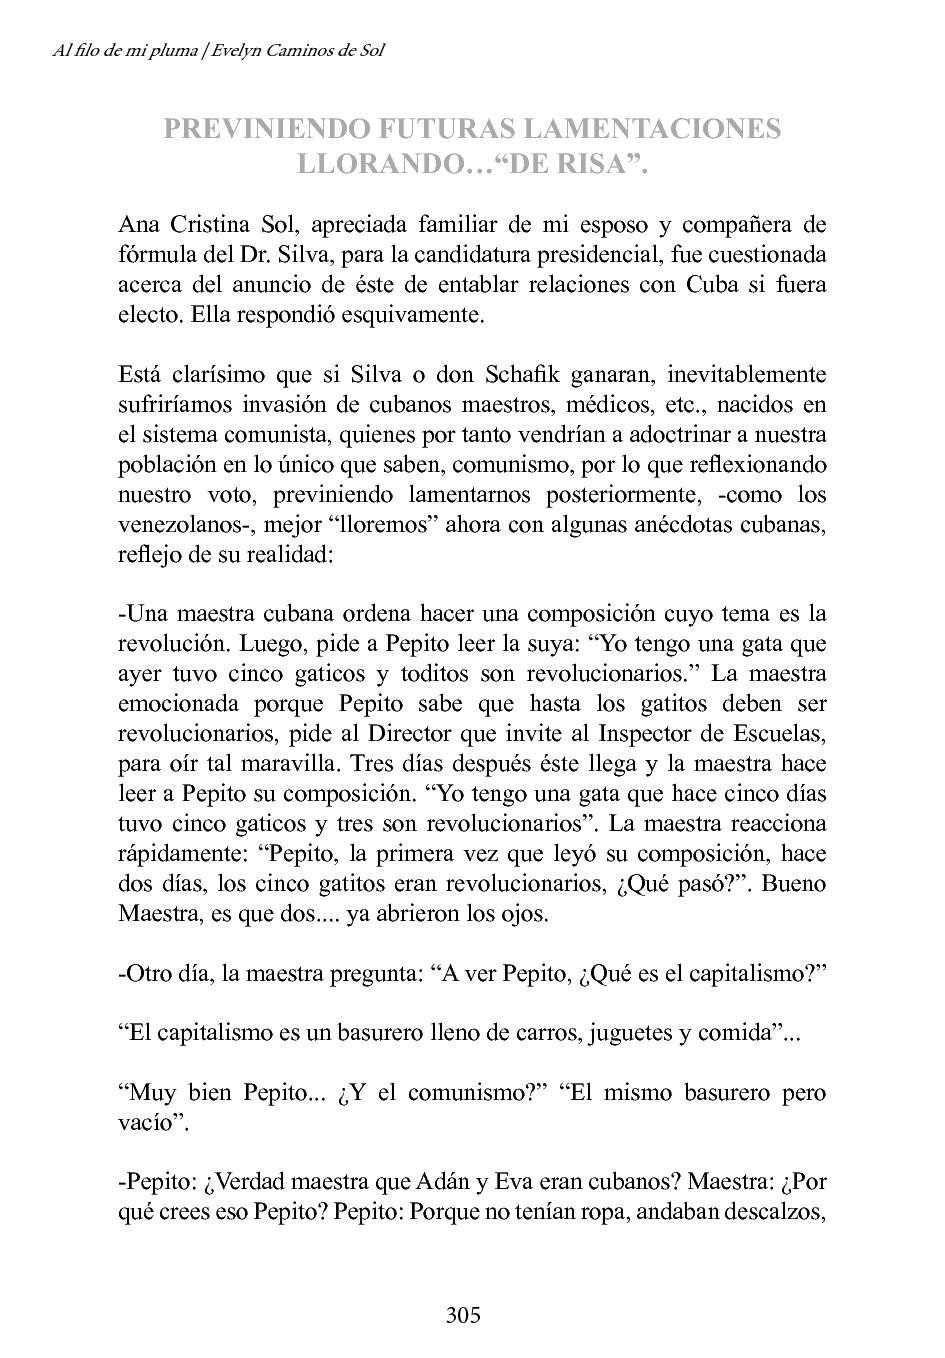 Al filo de mi pluma | Evelyn Caminos de Sol
PREVINIENDO FUTURAS LAMENTACIONES
LLORANDO…“DE RISA”.
Ana Cristina Sol, apreciada familiar de mi esposo y compañera de
fórmula del Dr. Silva, para la candidatura presidencial, fue cuestionada
acerca del anuncio de éste de entablar relaciones con Cuba si fuera
electo. Ella respondió esquivamente.
Está clarísimo que si Silva o don Schafik ganaran, inevitablemente
sufriríamos invasión de cubanos maestros, médicos, etc., nacidos en
el sistema comunista, quienes por tanto vendrían a adoctrinar a nuestra
población en lo único que saben, comunismo, por lo que reflexionando
nuestro voto, previniendo lamentarnos posteriormente, -como los
venezolanos-, mejor “lloremos” ahora con algunas anécdotas cubanas,
reflejo de su realidad:
-Una maestra cubana ordena hacer una composición cuyo tema es la
revolución. Luego, pide a Pepito leer la suya: “Yo tengo una gata que
ayer tuvo cinco gaticos y toditos son revolucionarios.” La maestra
emocionada porque Pepito sabe que hasta los gatitos deben ser
revolucionarios, pide al Director que invite al Inspector de Escuelas,
para oír tal maravilla. Tres días después éste llega y la maestra hace
leer a Pepito su composición. “Yo tengo una gata que hace cinco días
tuvo cinco gaticos y tres son revolucionarios”. La maestra reacciona
rápidamente: “Pepito, la primera vez que leyó su composición, hace
dos días, los cinco gatitos eran revolucionarios, ¿Qué pasó?”. Bueno
Maestra, es que dos.... ya abrieron los ojos.
-Otro día, la maestra pregunta: “A ver Pepito, ¿Qué es el capitalismo?”
“El capitalismo es un basurero lleno de carros, juguetes y comida”...
“Muy bien Pepito... ¿Y el comunismo?” “El mismo basurero pero
vacío”.
-Pepito: ¿Verdad maestra que Adán y Eva eran cubanos? Maestra: ¿Por
qué crees eso Pepito? Pepito: Porque no tenían ropa, andaban descalzos,
305